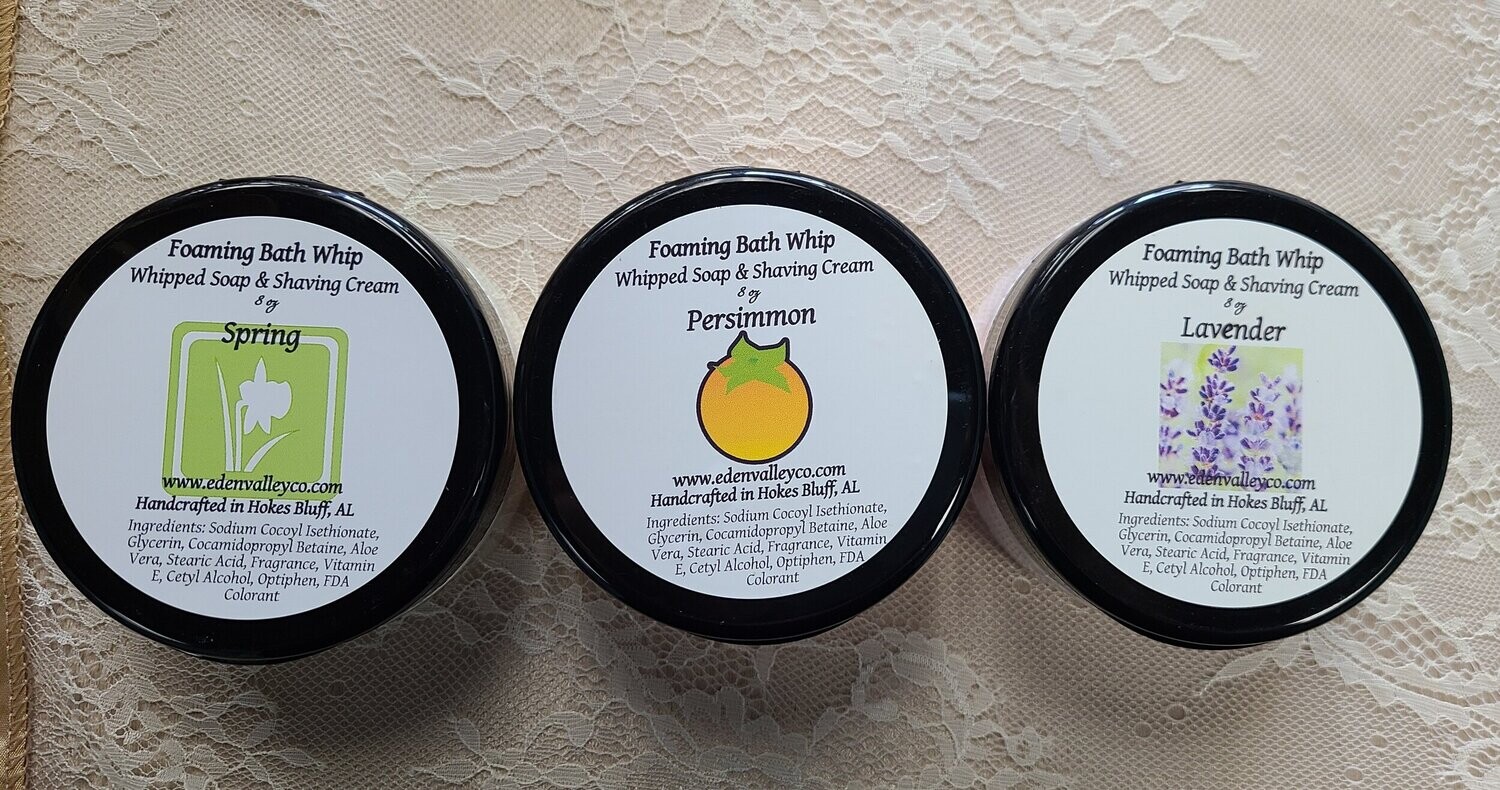 Foaming Bath Whip
Whipped Soap & Shaving Cream
8 oz
Spring
www.edenvalleyco.com
Handcrafted in Hokes Bluff, AL
Ingredients: Sodium Cocoyl Isethionate,
Glycerin, Cocamidopropyl Betaine, Aloe
Vera, Stearic Acid, Fragrance, Vitamin
E, Cetyl Alcohol, Optiphen, FDA
Colorant
Foaming Bath Whip
Whipped Soap & Shaving Cream
8 oz
Persimmon
www.edenvalleyco.com
Handcrafted in Hokes Bluff, AL
Ingredients: Sodium Cocoyl Isethionate,
Glycerin, Cocamidopropyl Betaine, Aloe
Vera, Stearic Acid, Fragrance, Vitamin
E, Cetyl Alcohol, Optiphen, FDA
Colorant
Foaming Bath Whip
Whipped Soap & Shaving Cream
8 oz
Lavender
www.edenvalleyco.com
Handcrafted in Hokes Bluff, AL
Ingredients: Sodium Cocoyl Isethionate,
Glycerin, Cocamidopropyl Betaine, Aloe
Vera, Stearic Acid, Fragrance, Vitamin
E, Cetyl Alcohol, Optiphen, FDA
Colorant